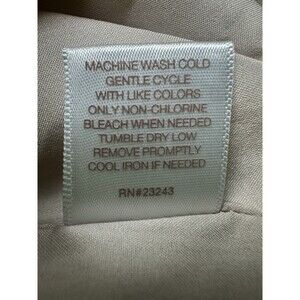 MACHINE WASH COLD
GENTLE CYCLE
WITH LIKE COLORS
ONLY NON-CHLORINE
BLEACH WHEN NEEDED
TUMBLE DRY LOW
REMOVE PROMPTLY
COOL IRON IF NEEDED
RN#23243